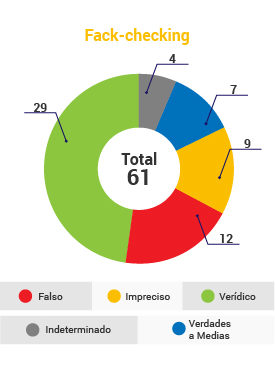 Fack-checking
4
29
7
9
Total
61
12
Falso
Impreciso
Verídico
Indeterminado
Verdades
a Medias